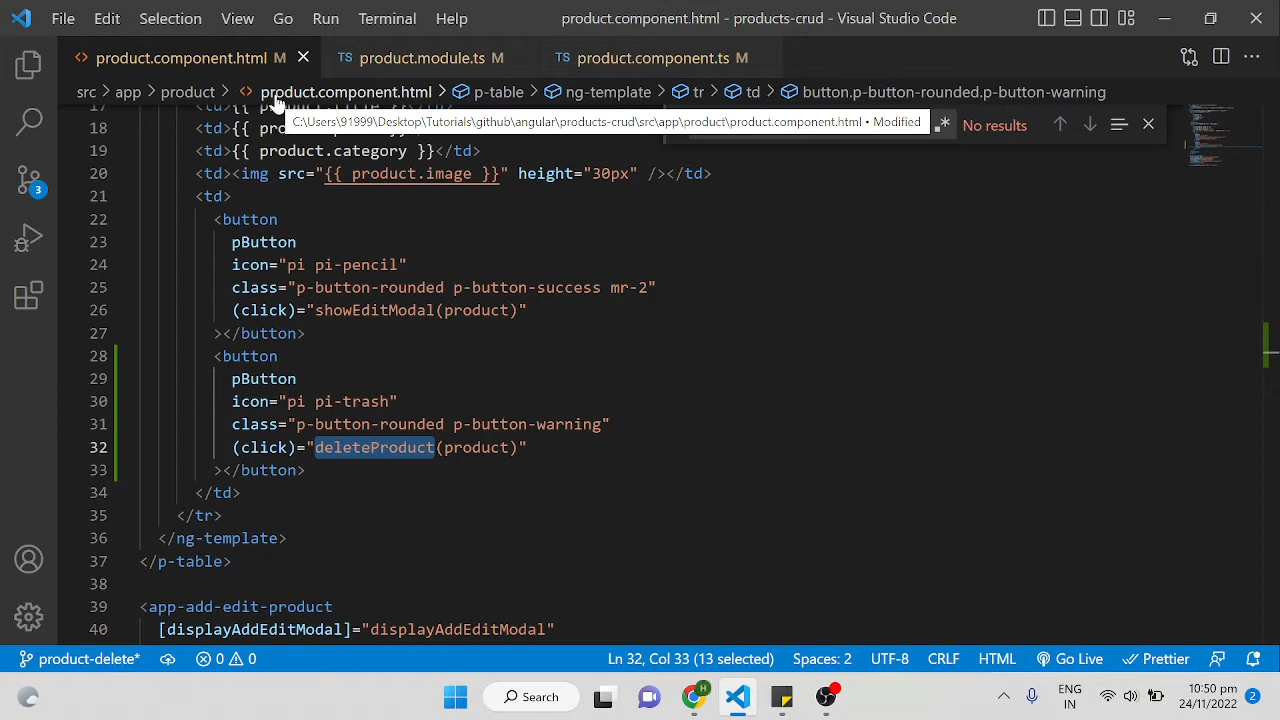 File Edit Selection View Go Run Terminal Help product.component.html - products-crud - Visual Studio Code
product.component.html M TS product.module.ts M TS product.component.ts M
src > app > product > product.component.html > p-table > ng-template > tr > td > button.p-button-rounded.p-button-warning
C:\Users\91999\Desktop\Tutorials\github\angular\products-crud\src\app\product\product.component.html • Modified
No results
18 <td>{{
19 <td>{{ product.category }}</td>
20 <td><img src="{{ product.image }}" height="30px" /></td>
21 <td>
22 <button
23 pButton
24 icon="pi pi-pencil"
25 class="p-button-rounded p-button-success mr-2"
26 (click)="showEditModal(product)"
27 ></button>
28 <button
29 pButton
30 icon="pi pi-trash"
31 class="p-button-rounded p-button-warning"
32 (click)="deleteProduct(product)"
33 ></button>
34 </td>
35 </tr>
36 </ng-template>
37 </p-table>
38
39 <app-add-edit-product
40 [displayAddEditModal]="displayAddEditModal"
3
product-delete* 0 0 Ln 32, Col 33 (13 selected) Spaces: 2 UTF-8 CRLF HTML Go Live Prettier
Search H ENG IN 10:50 pm 24/11/2022 2